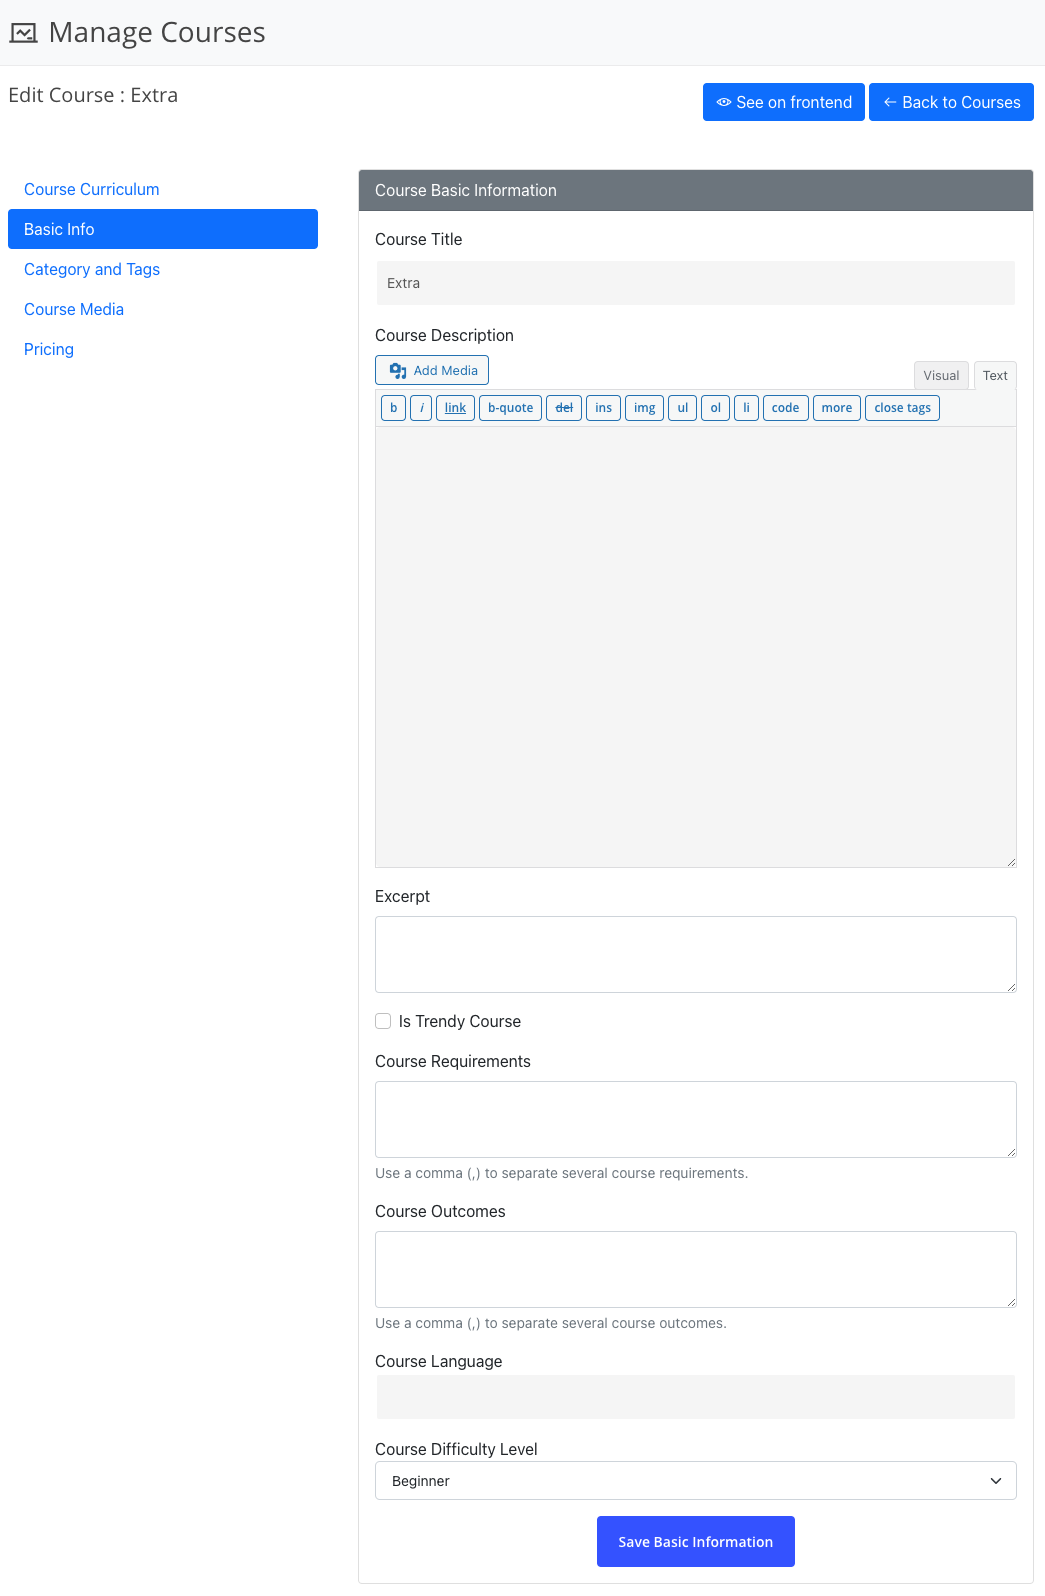 Manage Courses
Edit Course : Extra
See on frontend
Back to Courses
Course Curriculum
Basic Info
Category and Tags
Course Media
Pricing
Course Basic Information
Course Title
Extra
Course Description
Add Media
Visual
Text
b
i
link
b-quote
del
ins
img
ul
ol
li
code
more
close tags
Excerpt
Is Trendy Course
Course Requirements
Use a comma (,) to separate several course requirements.
Course Outcomes
Use a comma (,) to separate several course outcomes.
Course Language
Course Difficulty Level
Beginner
Save Basic Information